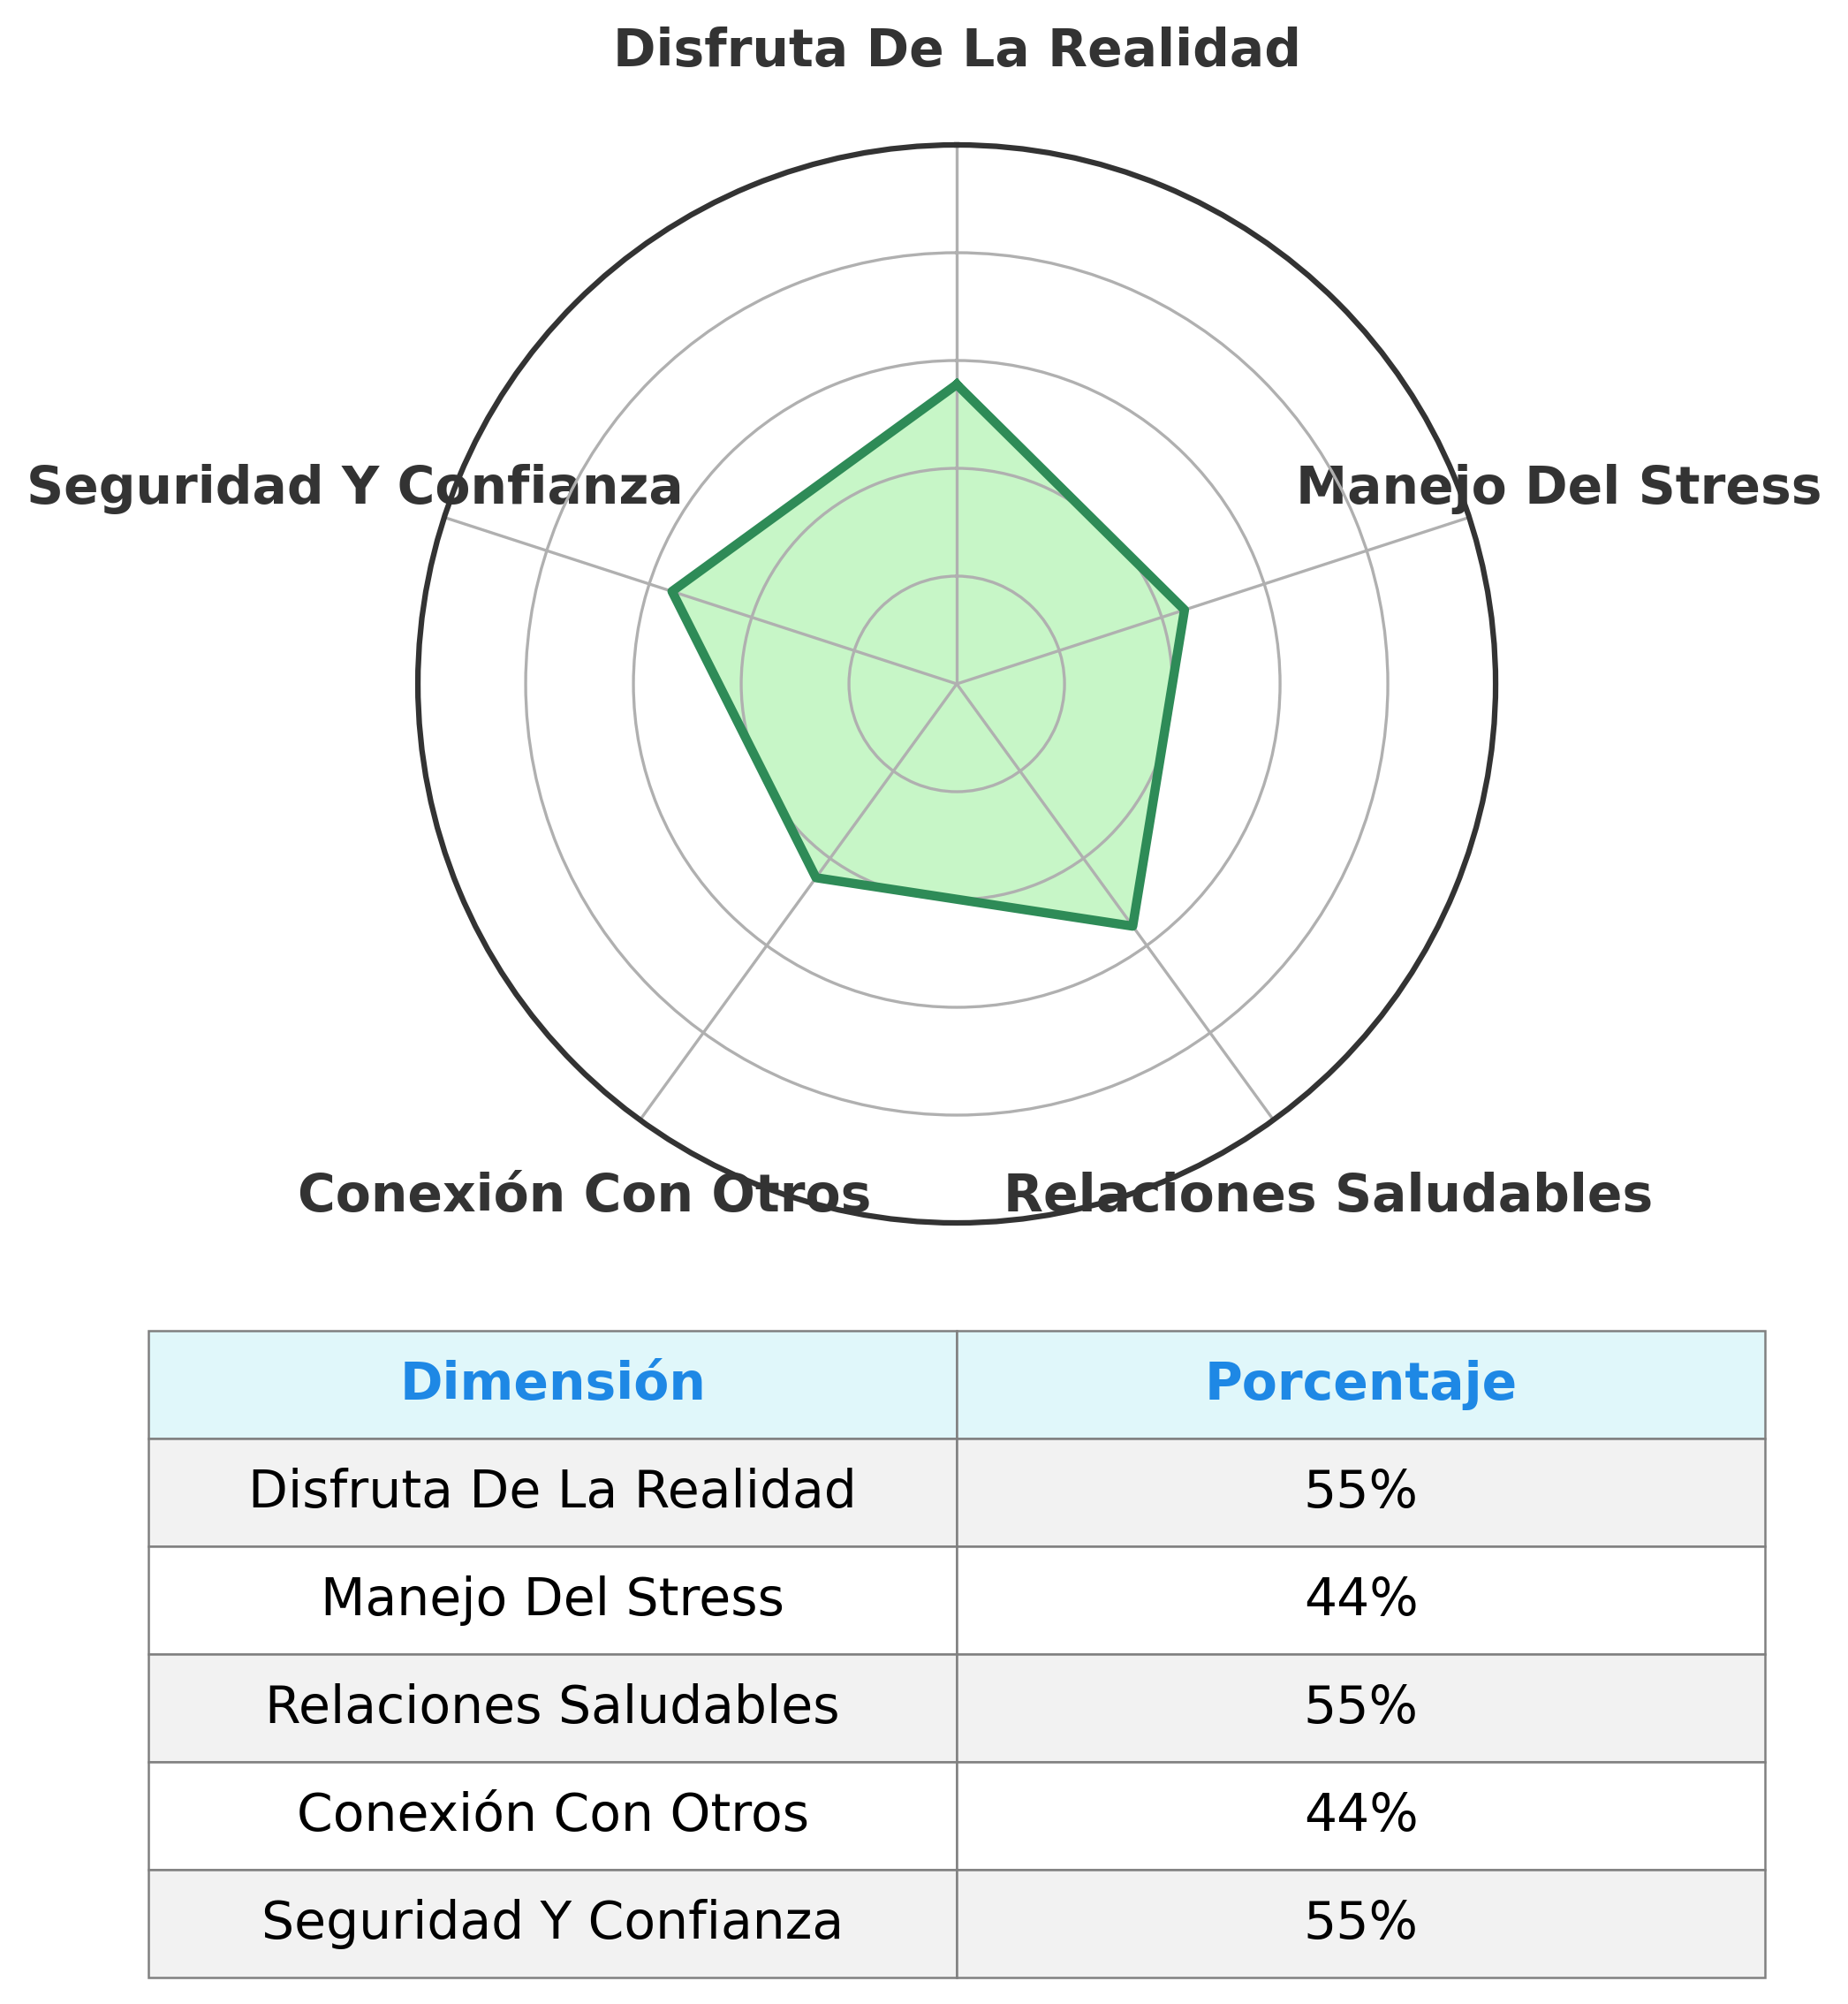 Disfruta De La Realidad
Seguridad Y Confianza
Manejo Del Stress
Conexión Con Otros
Relaciones Saludables
Dimensión Porcentaje
Disfruta De La Realidad 55%
Manejo Del Stress 44%
Relaciones Saludables 55%
Conexión Con Otros 44%
Seguridad Y Confianza 55%